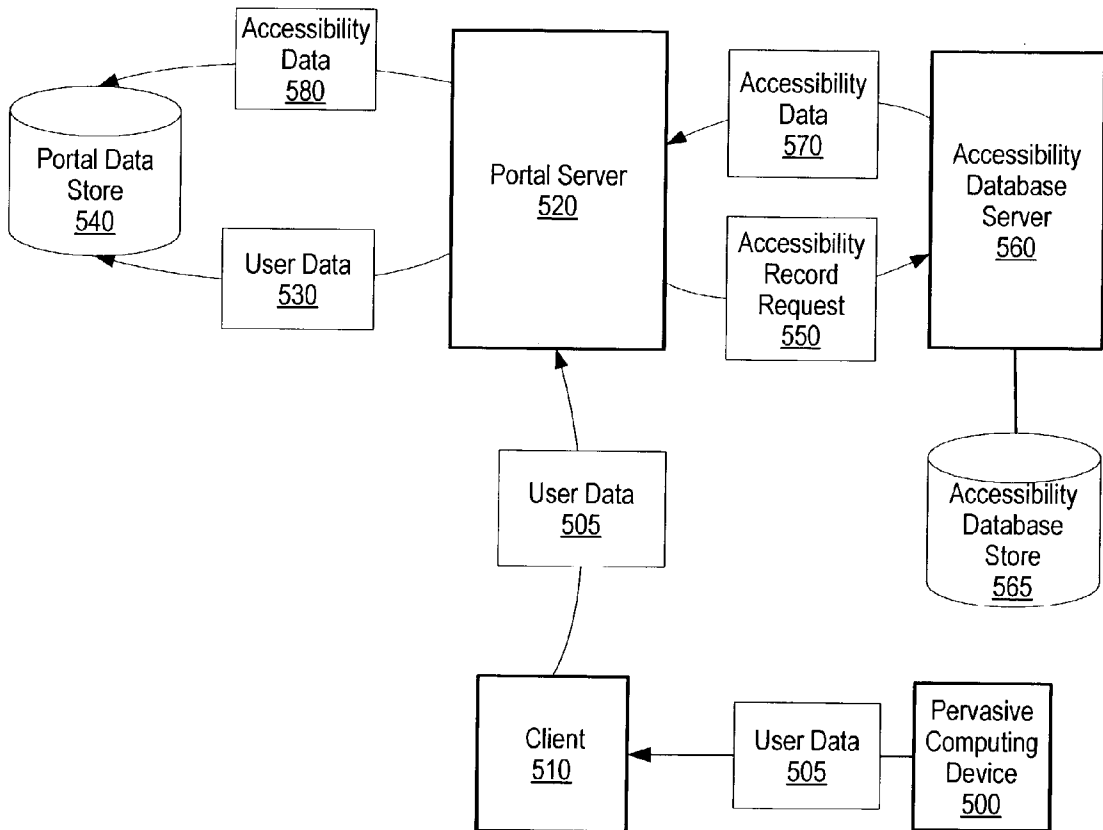 Accessibility
Data
580
Portal Data
Store
540
User Data
530
Portal Server
520
Accessibility
Data
570
Accessibility
Record
Request
550
Accessibility
Database
Server
560
Accessibility
Database
Store
565
User Data
505
Client
510
User Data
505
Pervasive
Computing
Device
500